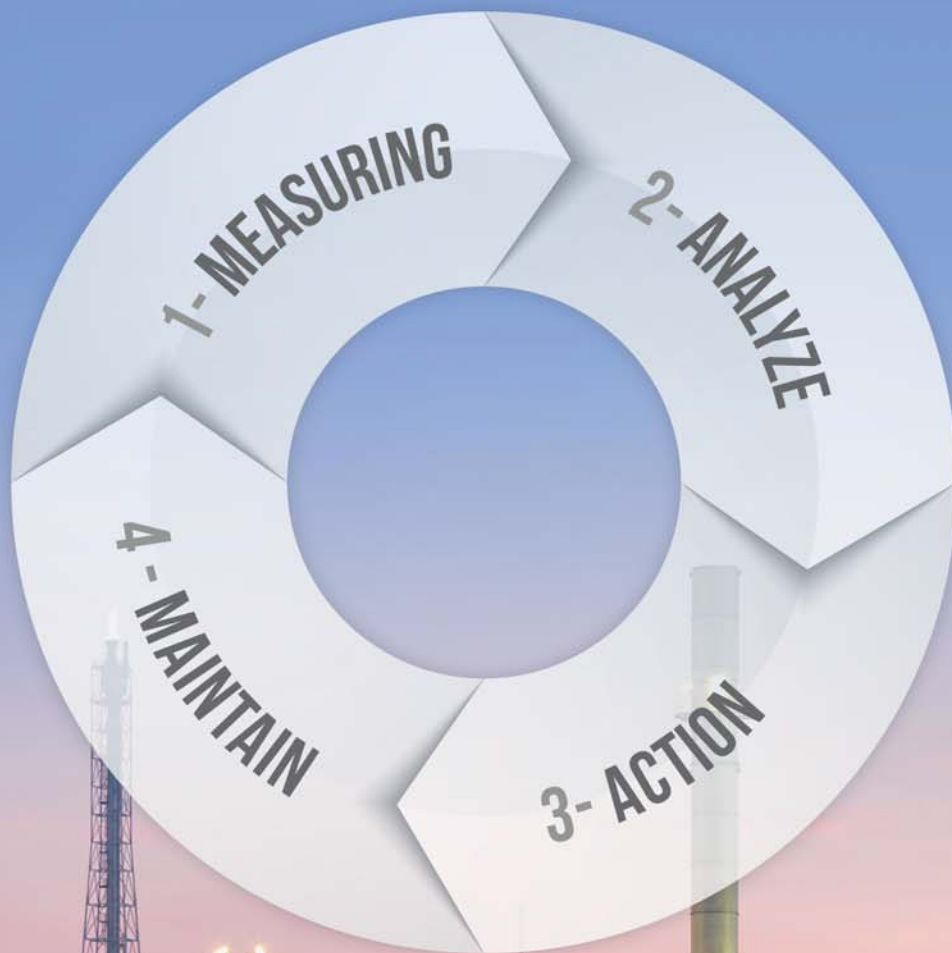 1- MEASURING
2- ANALYZE
3- ACTION
4 - MAINTAIN